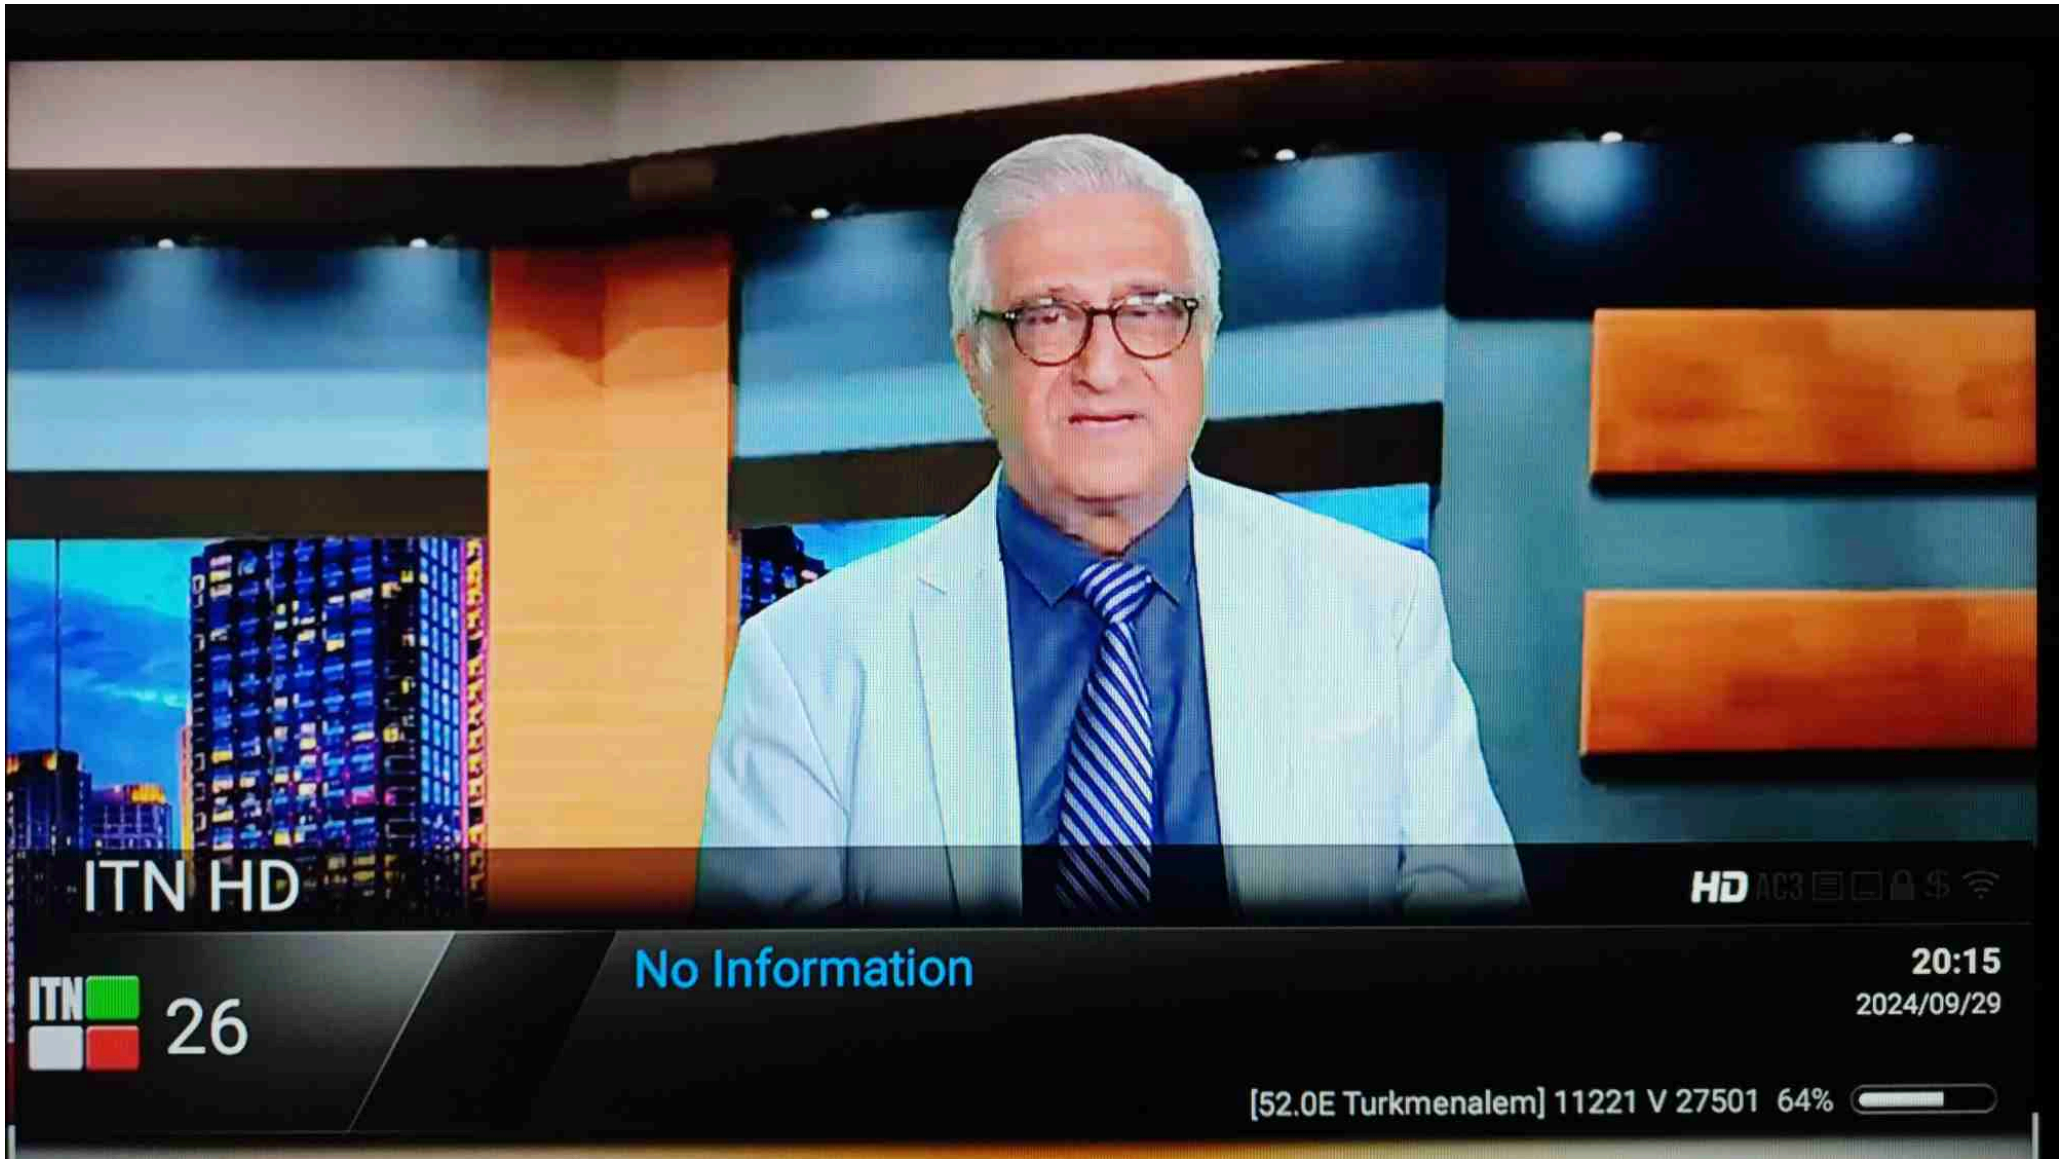 ITN HD
HD AC3 $
ITN
26
No Information
20:15
2024/09/29
[52.0E Turkmenalem] 11221 V 27501 64%